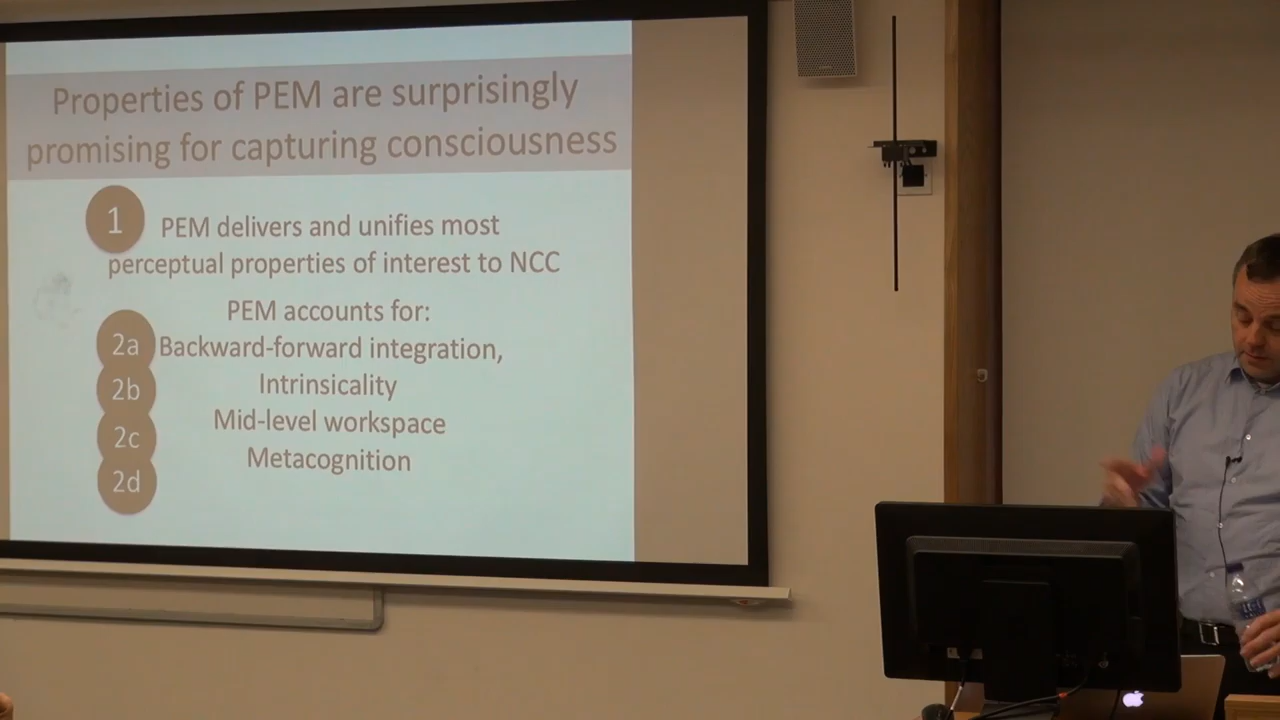 Properties of PEM are surprisingly
promising for capturing consciousness
1
PEM delivers and unifies most
perceptual properties of interest to NCC
PEM accounts for:
2a Backward-forward integration,
2b Intrinsicality
2c Mid-level workspace
2d Metacognition